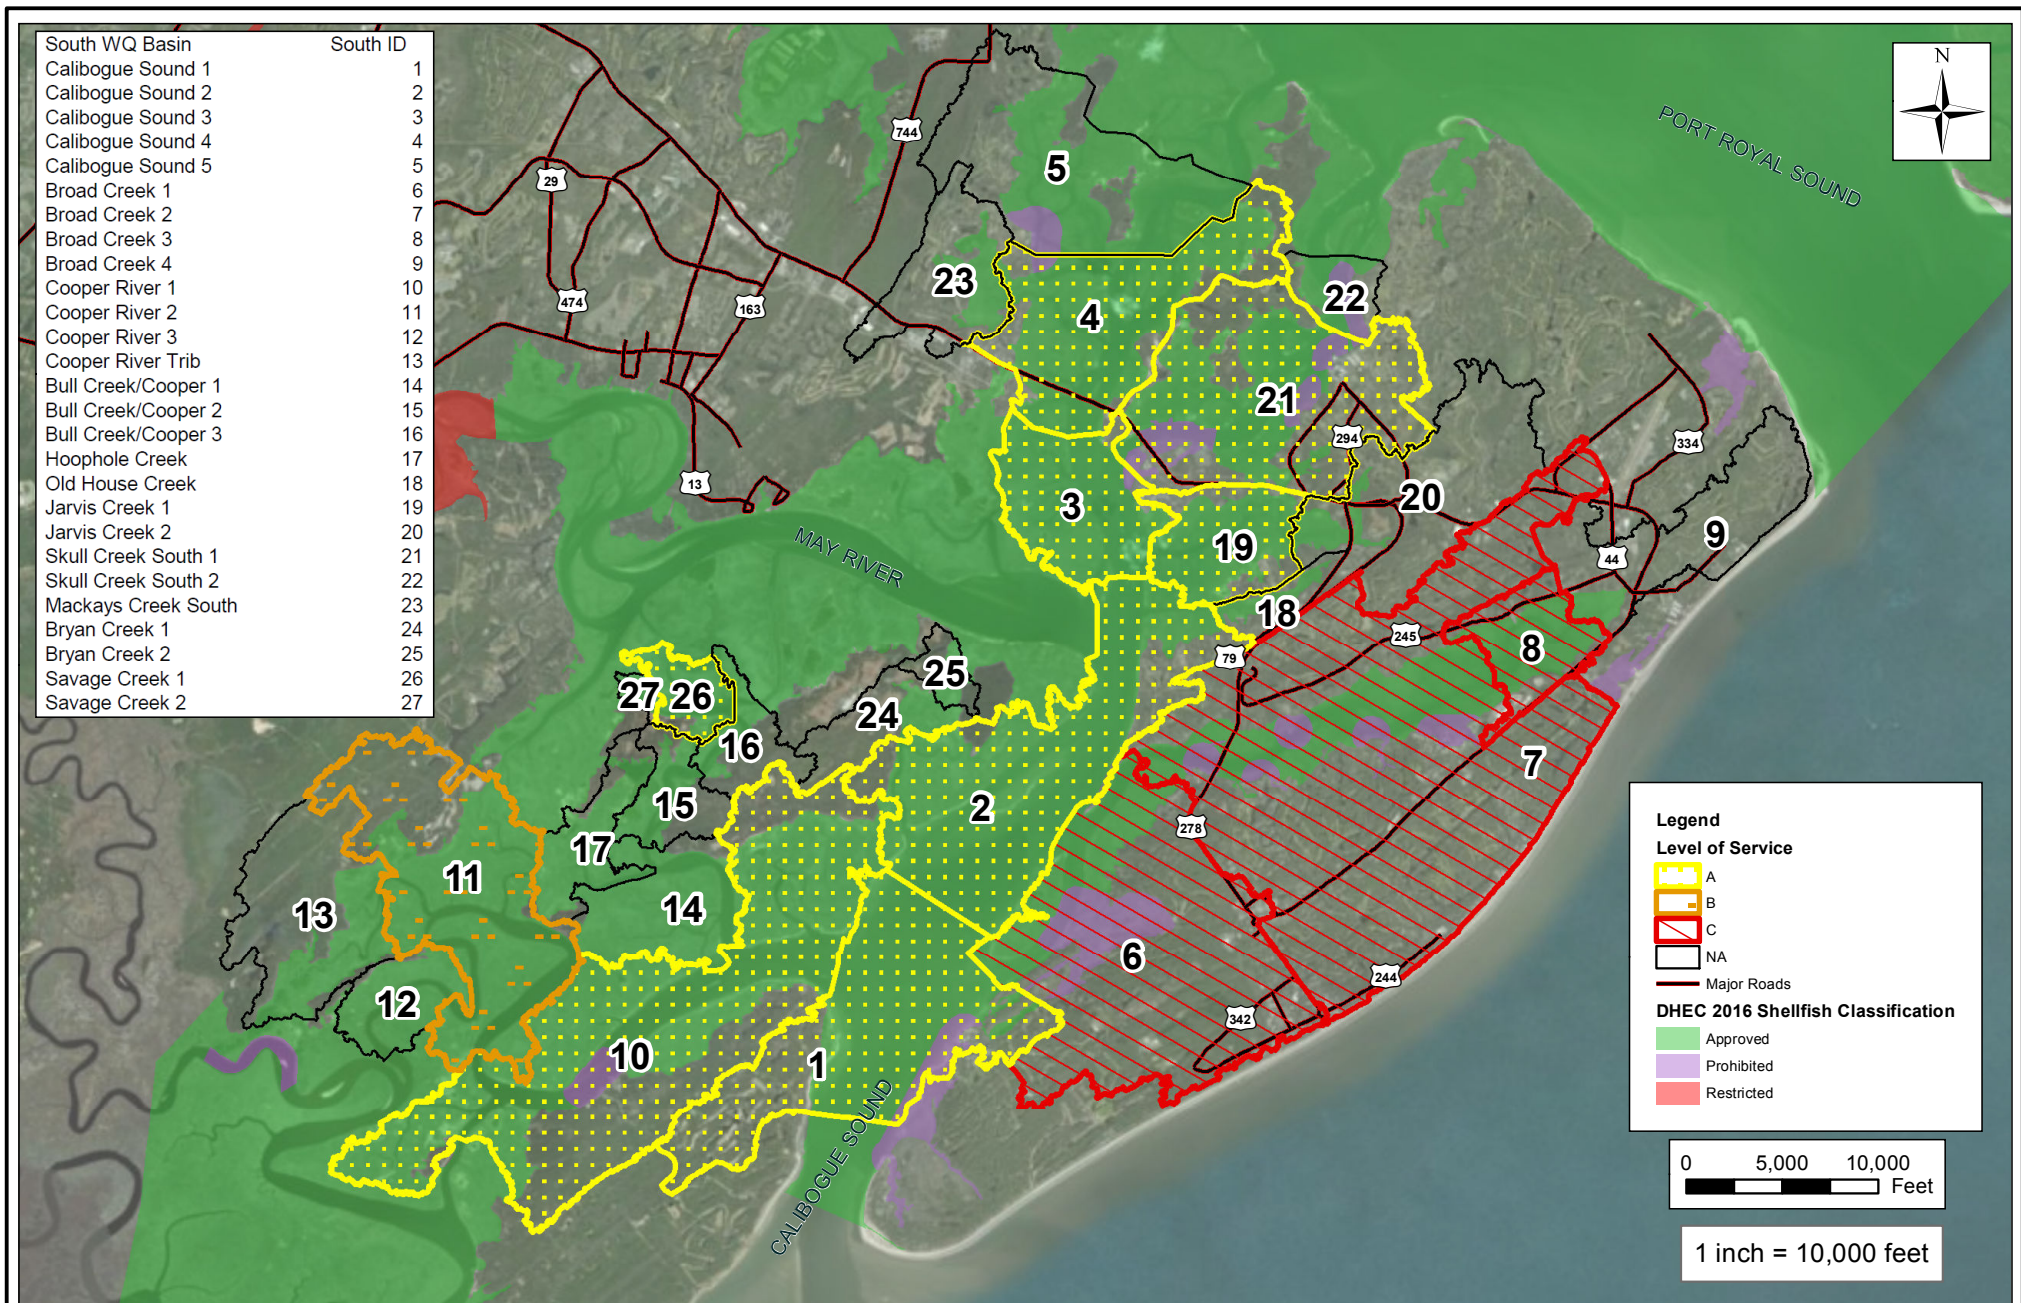 South WQ Basin South ID
Calibogue Sound 1 1
Calibogue Sound 2 2
Calibogue Sound 3 3
Calibogue Sound 4 4
Calibogue Sound 5 5
Broad Creek 1 6
Broad Creek 2 7
Broad Creek 3 8
Broad Creek 4 9
Cooper River 1 10
Cooper River 2 11
Cooper River 3 12
Cooper River Trib 13
Bull Creek/Cooper 1 14
Bull Creek/Cooper 2 15
Bull Creek/Cooper 3 16
Hoophole Creek 17
Old House Creek 18
Jarvis Creek 1 19
Jarvis Creek 2 20
Skull Creek South 1 21
Skull Creek South 2 22
Mackays Creek South 23
Bryan Creek 1 24
Bryan Creek 2 25
Savage Creek 1 26
Savage Creek 2 27
N
PORT ROYAL SOUND
744
29
5
474
163
23
4
22
21
294
334
13
3
20
19
9
44
MAY RIVER
18
245
8
79
25
27 26
24
16
7
15
2
278
17
11
14
13
6
12
244
342
10
1
CALIBOGUE SOUND
Legend
Level of Service
A
B
C
NA
Major Roads
DHEC 2016 Shellfish Classification
Approved
Prohibited
Restricted
0 5,000 10,000
Feet
1 inch = 10,000 feet